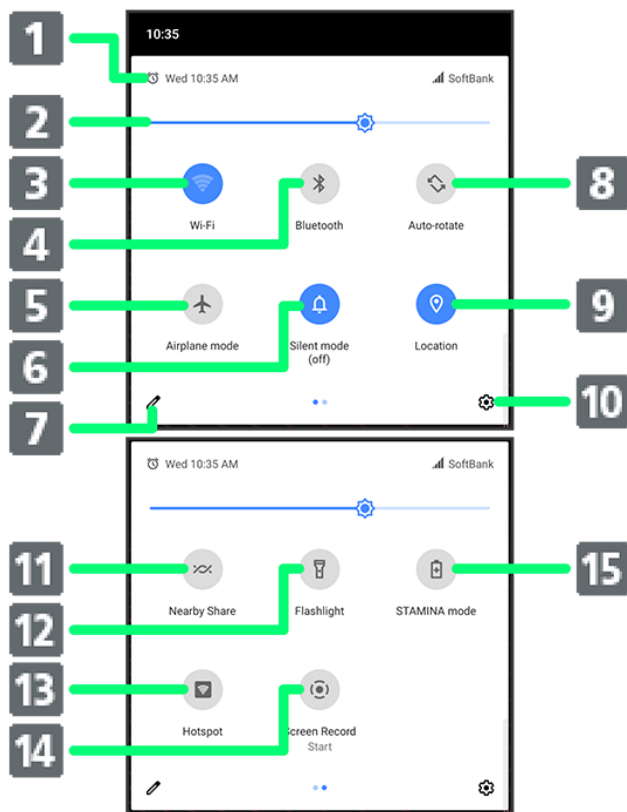 10:35
Wed 10:35 AM SoftBank
Wi-Fi Bluetooth Auto-rotate
Airplane mode Silent mode Location
(off)
Wed 10:35 AM SoftBank
Nearby Share Flashlight STAMINA mode
Hotspot Screen Record
Start
1
2
3
4
5
6
7
8
9
10
11
12
13
14
15